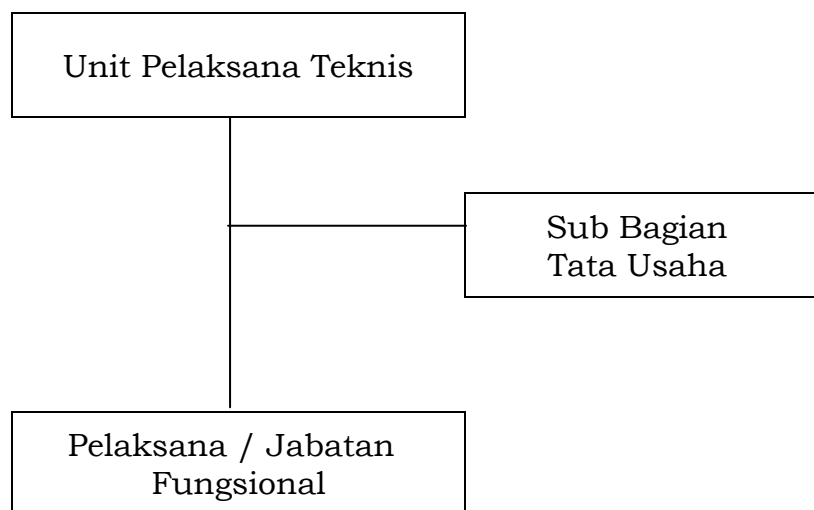 Unit Pelaksana Teknis
Sub Bagian
Tata Usaha
Pelaksana / Jabatan
Fungsional